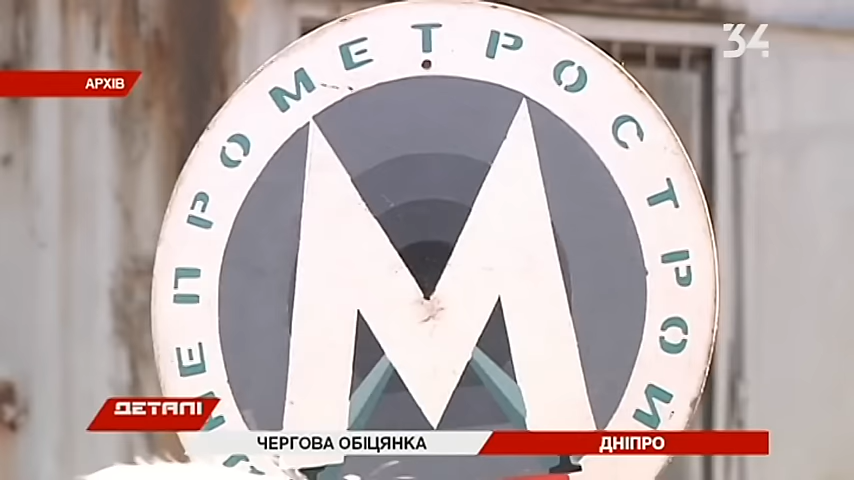 34
АРХІВ
ДНЕПРОМЕТРОСТРОЙ
М
ДЕТАЛІ
ЧЕРГОВА ОБІЦЯНКА
ДНІПРО